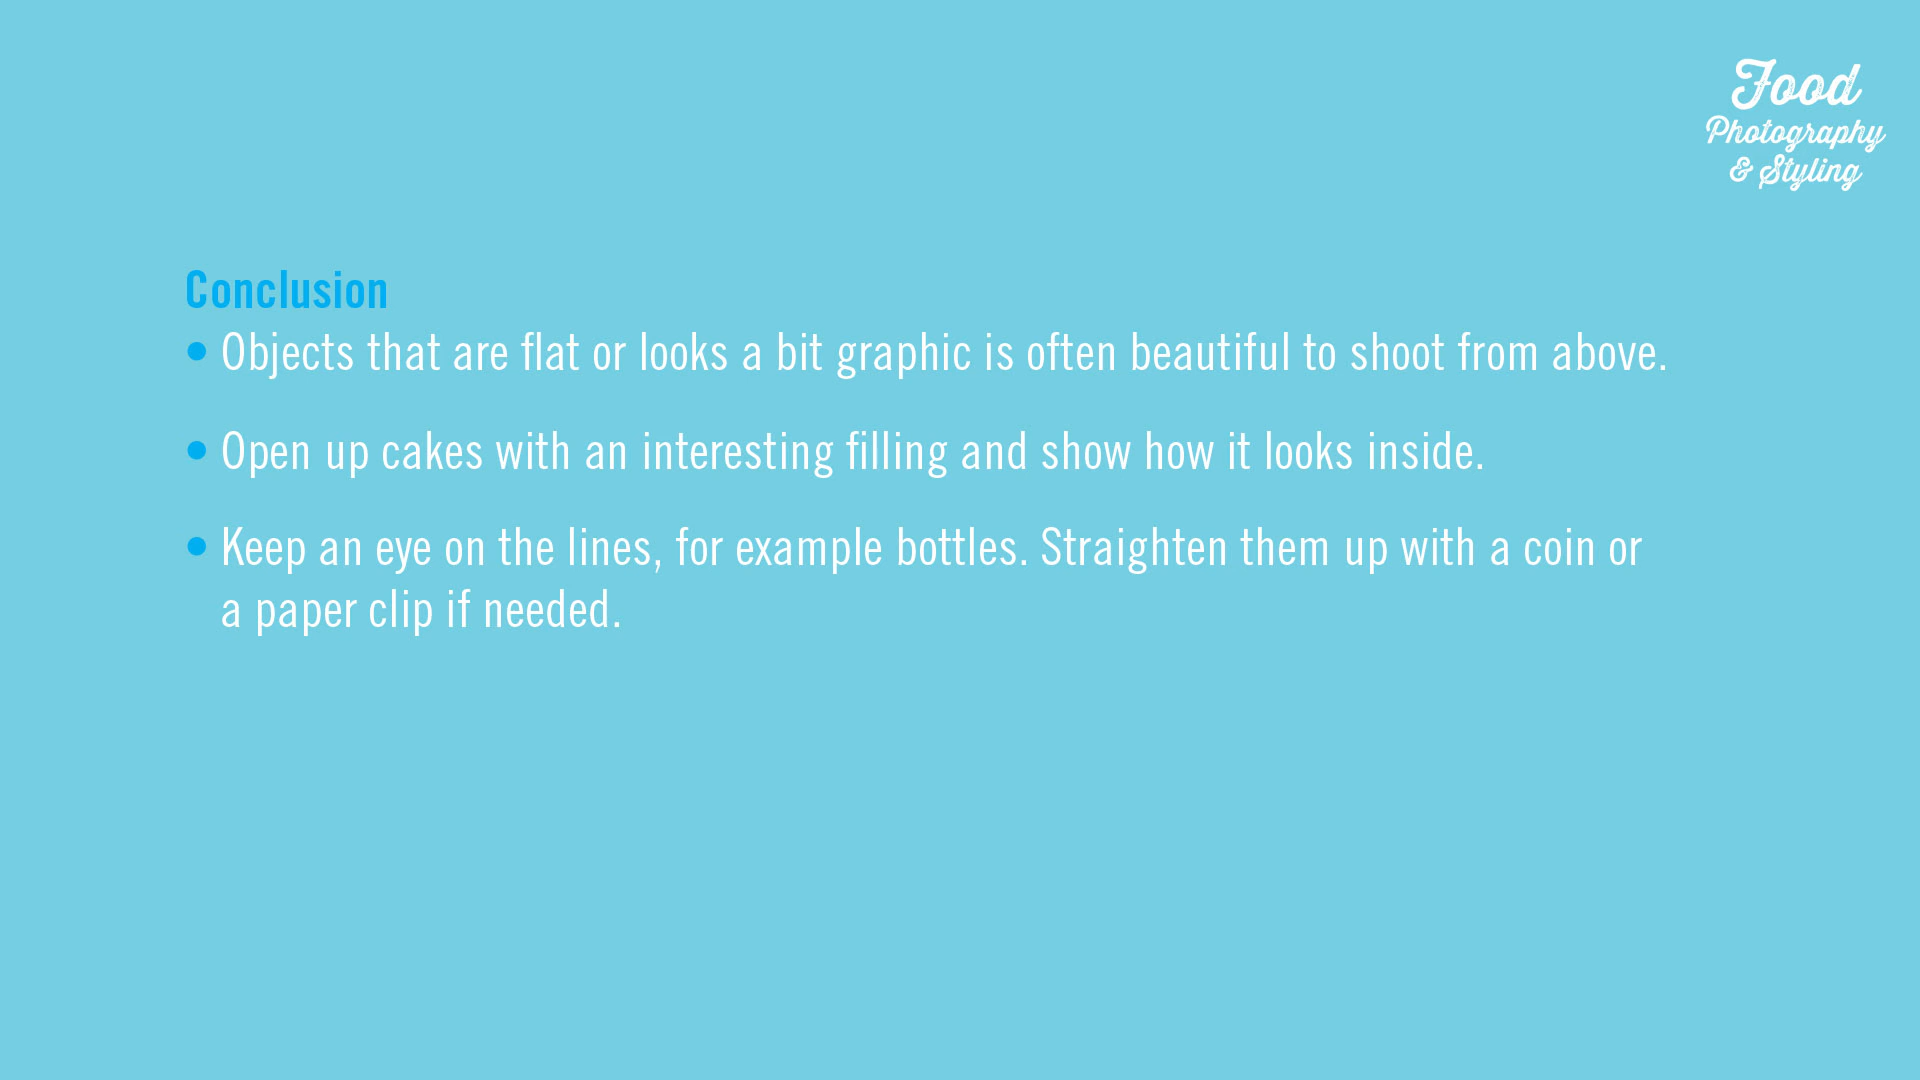 Food
Photography
& Styling
Conclusion
• Objects that are flat or looks a bit graphic is often beautiful to shoot from above.
• Open up cakes with an interesting filling and show how it looks inside.
• Keep an eye on the lines, for example bottles. Straighten them up with a coin or
a paper clip if needed.